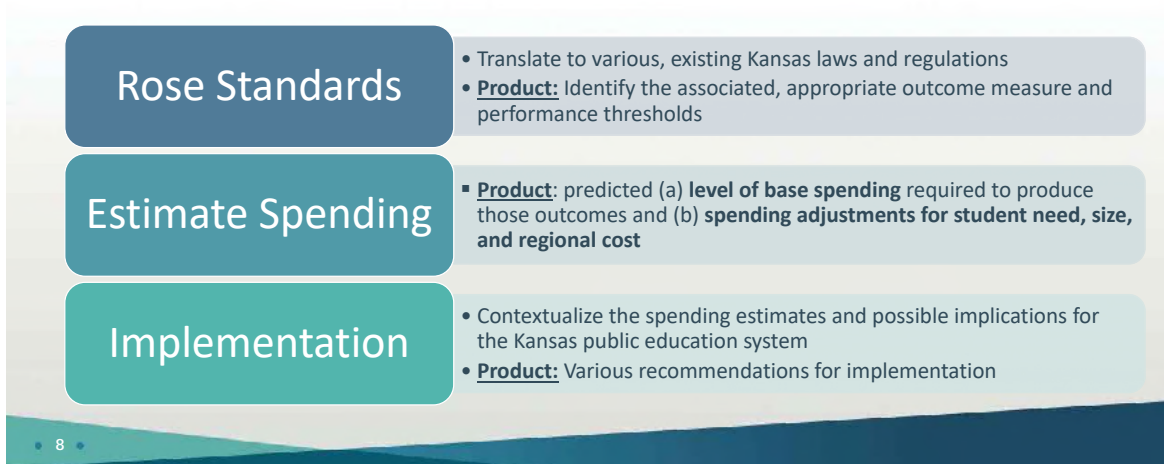 Rose Standards
• Translate to various, existing Kansas laws and regulations
• Product: Identify the associated, appropriate outcome measure and
performance thresholds
Estimate Spending
▪ Product: predicted (a) level of base spending required to produce
those outcomes and (b) spending adjustments for student need, size,
and regional cost
Implementation
• Contextualize the spending estimates and possible implications for
the Kansas public education system
• Product: Various recommendations for implementation
• 8 •